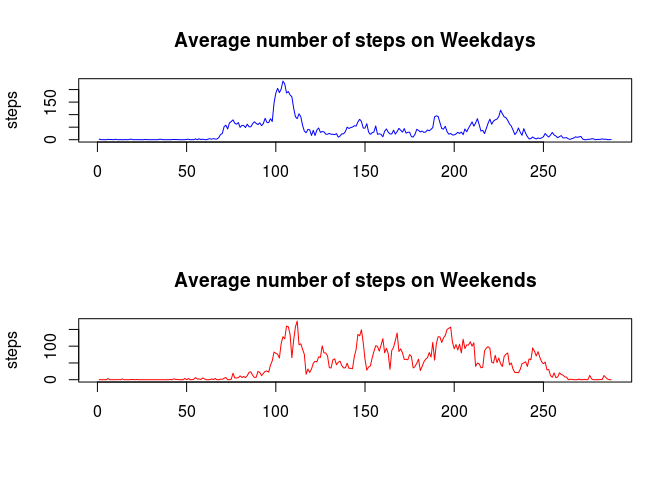 Average number of steps on Weekdays
steps
150
0
0 50 100 150 200 250
Average number of steps on Weekends
steps
100
0
0 50 100 150 200 250